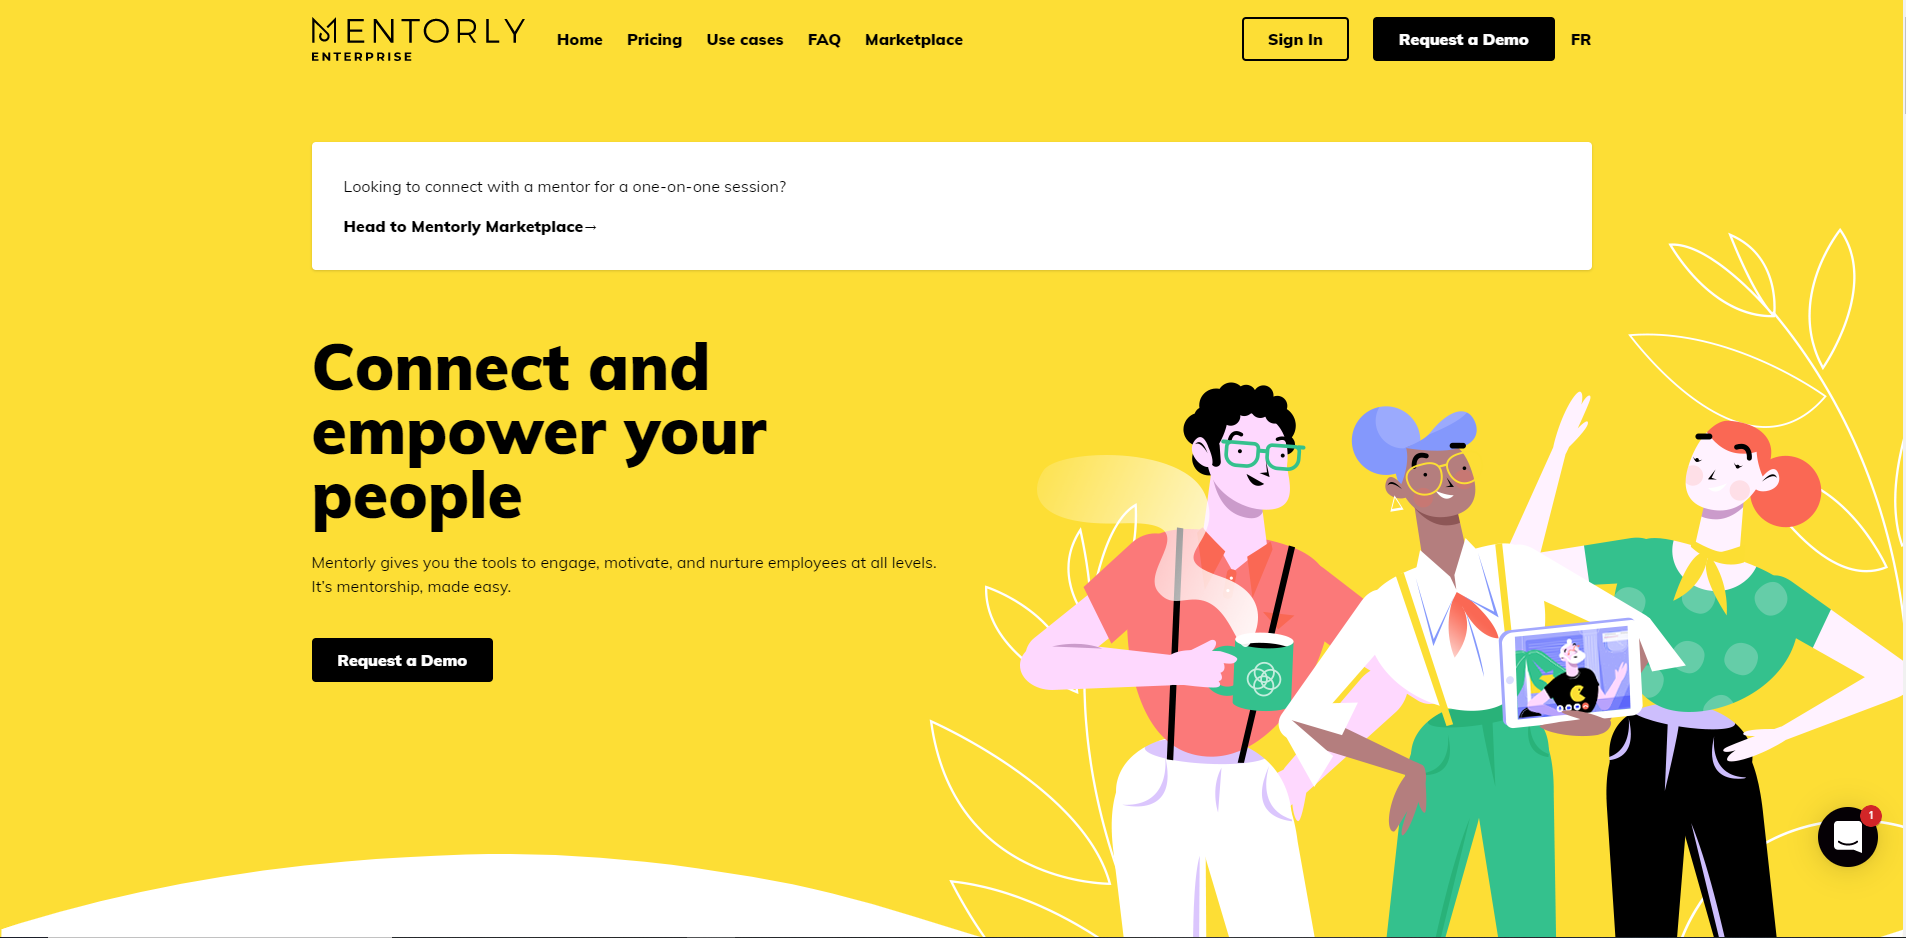 MENTORLY
ENTERPRISE
Home Pricing Use cases FAQ Marketplace
Sign In Request a Demo FR
Looking to connect with a mentor for a one-on-one session?
Head to Mentorly Marketplace→
Connect and
empower your
people
Mentorly gives you the tools to engage, motivate, and nurture employees at all levels.
It’s mentorship, made easy.
Request a Demo
1